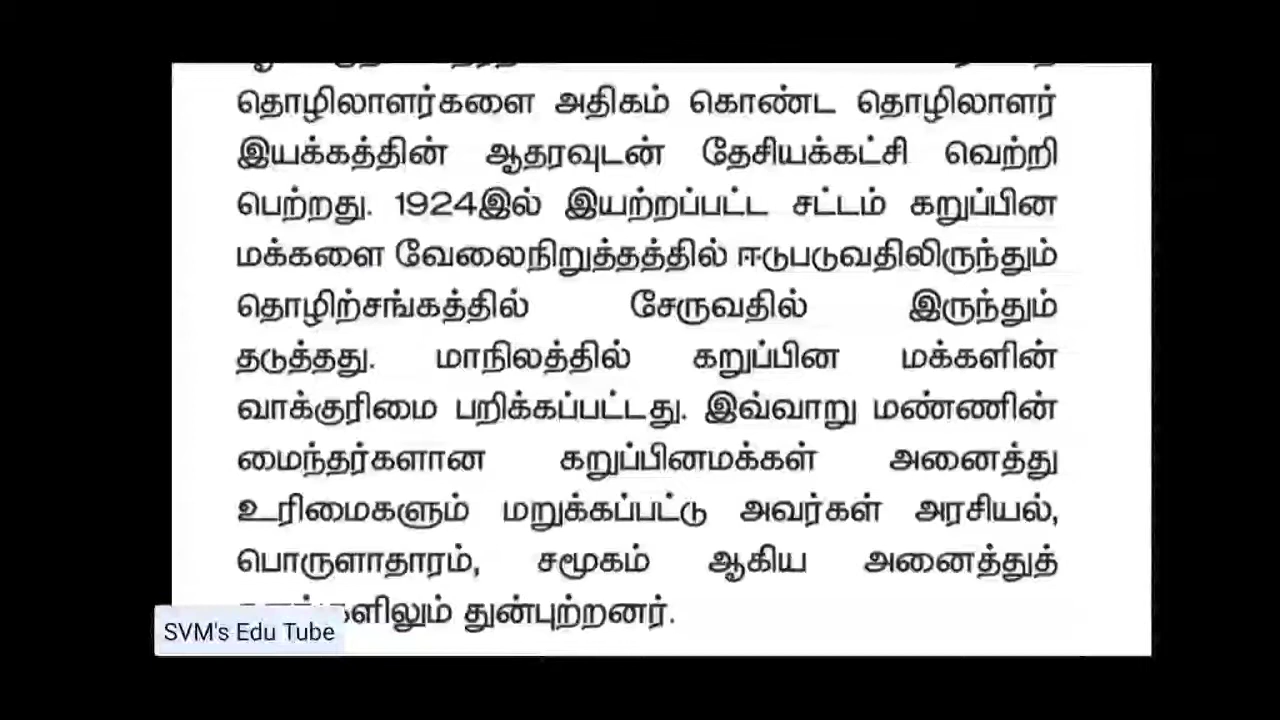 தொழிலாளர்களை அதிகம் கொண்ட தொழிலாளர்
இயக்கத்தின் ஆதரவுடன் தேசியக்கட்சி வெற்றி
பெற்றது. 1924இல் இயற்றப்பட்ட சட்டம் கறுப்பின
மக்களை வேலைநிறுத்தத்தில் ஈடுபடுவதிலிருந்தும்
தொழிற்சங்கத்தில் சேருவதில் இருந்தும்
தடுத்தது. மாநிலத்தில் கறுப்பின மக்களின்
வாக்குரிமை பறிக்கப்பட்டது. இவ்வாறு மண்ணின்
மைந்தர்களான கறுப்பினமக்கள் அனைத்து
உரிமைகளும் மறுக்கப்பட்டு அவர்கள் அரசியல்,
பொருளாதாரம், சமூகம் ஆகிய அனைத்துத்
துன்புற்றனர்.
SVM's Edu Tube